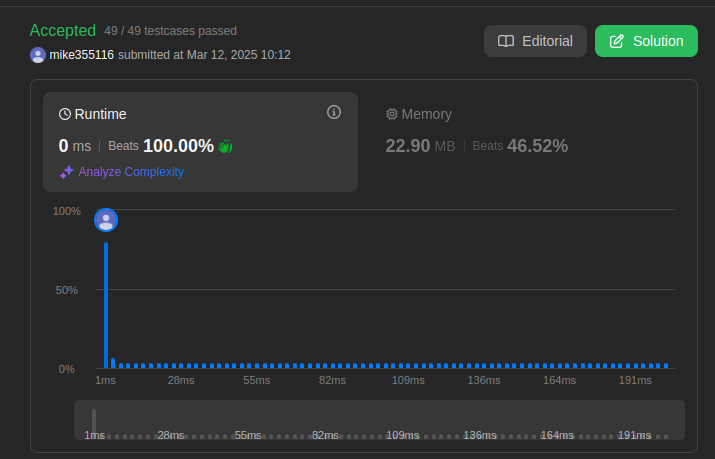 Accepted 49 / 49 testcases passed
mike355116 submitted at Mar 12, 2025 10:12
Editorial
Solution
Runtime
0 ms | Beats 100.00%
Analyze Complexity
Memory
22.90 MB | Beats 46.52%
100%
50%
0%
1ms 28ms 55ms 82ms 109ms 136ms 164ms 191ms
1ms 28ms 55ms 82ms 109ms 136ms 164ms 191ms